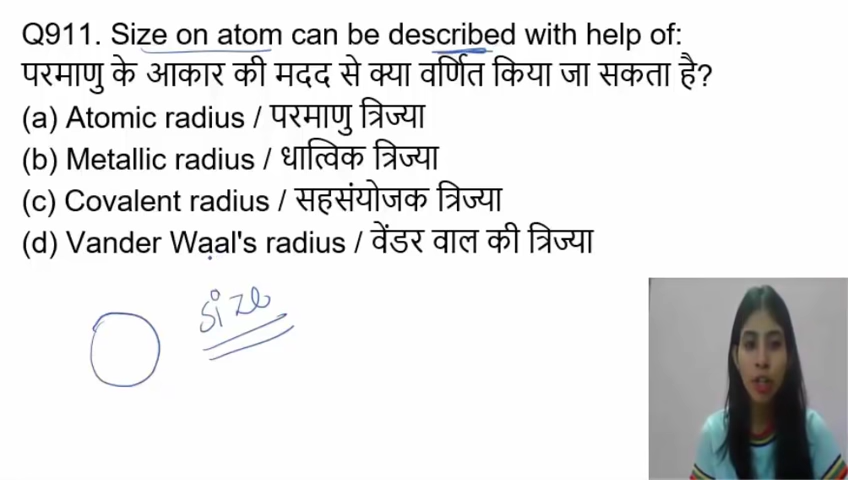 Q911. Size on atom can be described with help of:
परमाणु के आकार की मदद से क्या वर्णित किया जा सकता है?
(a) Atomic radius / परमाणु त्रिज्या
(b) Metallic radius / धात्विक त्रिज्या
(c) Covalent radius / सहसंयोजक त्रिज्या
(d) Vander Waal's radius / वेंडर वाल की त्रिज्या
size